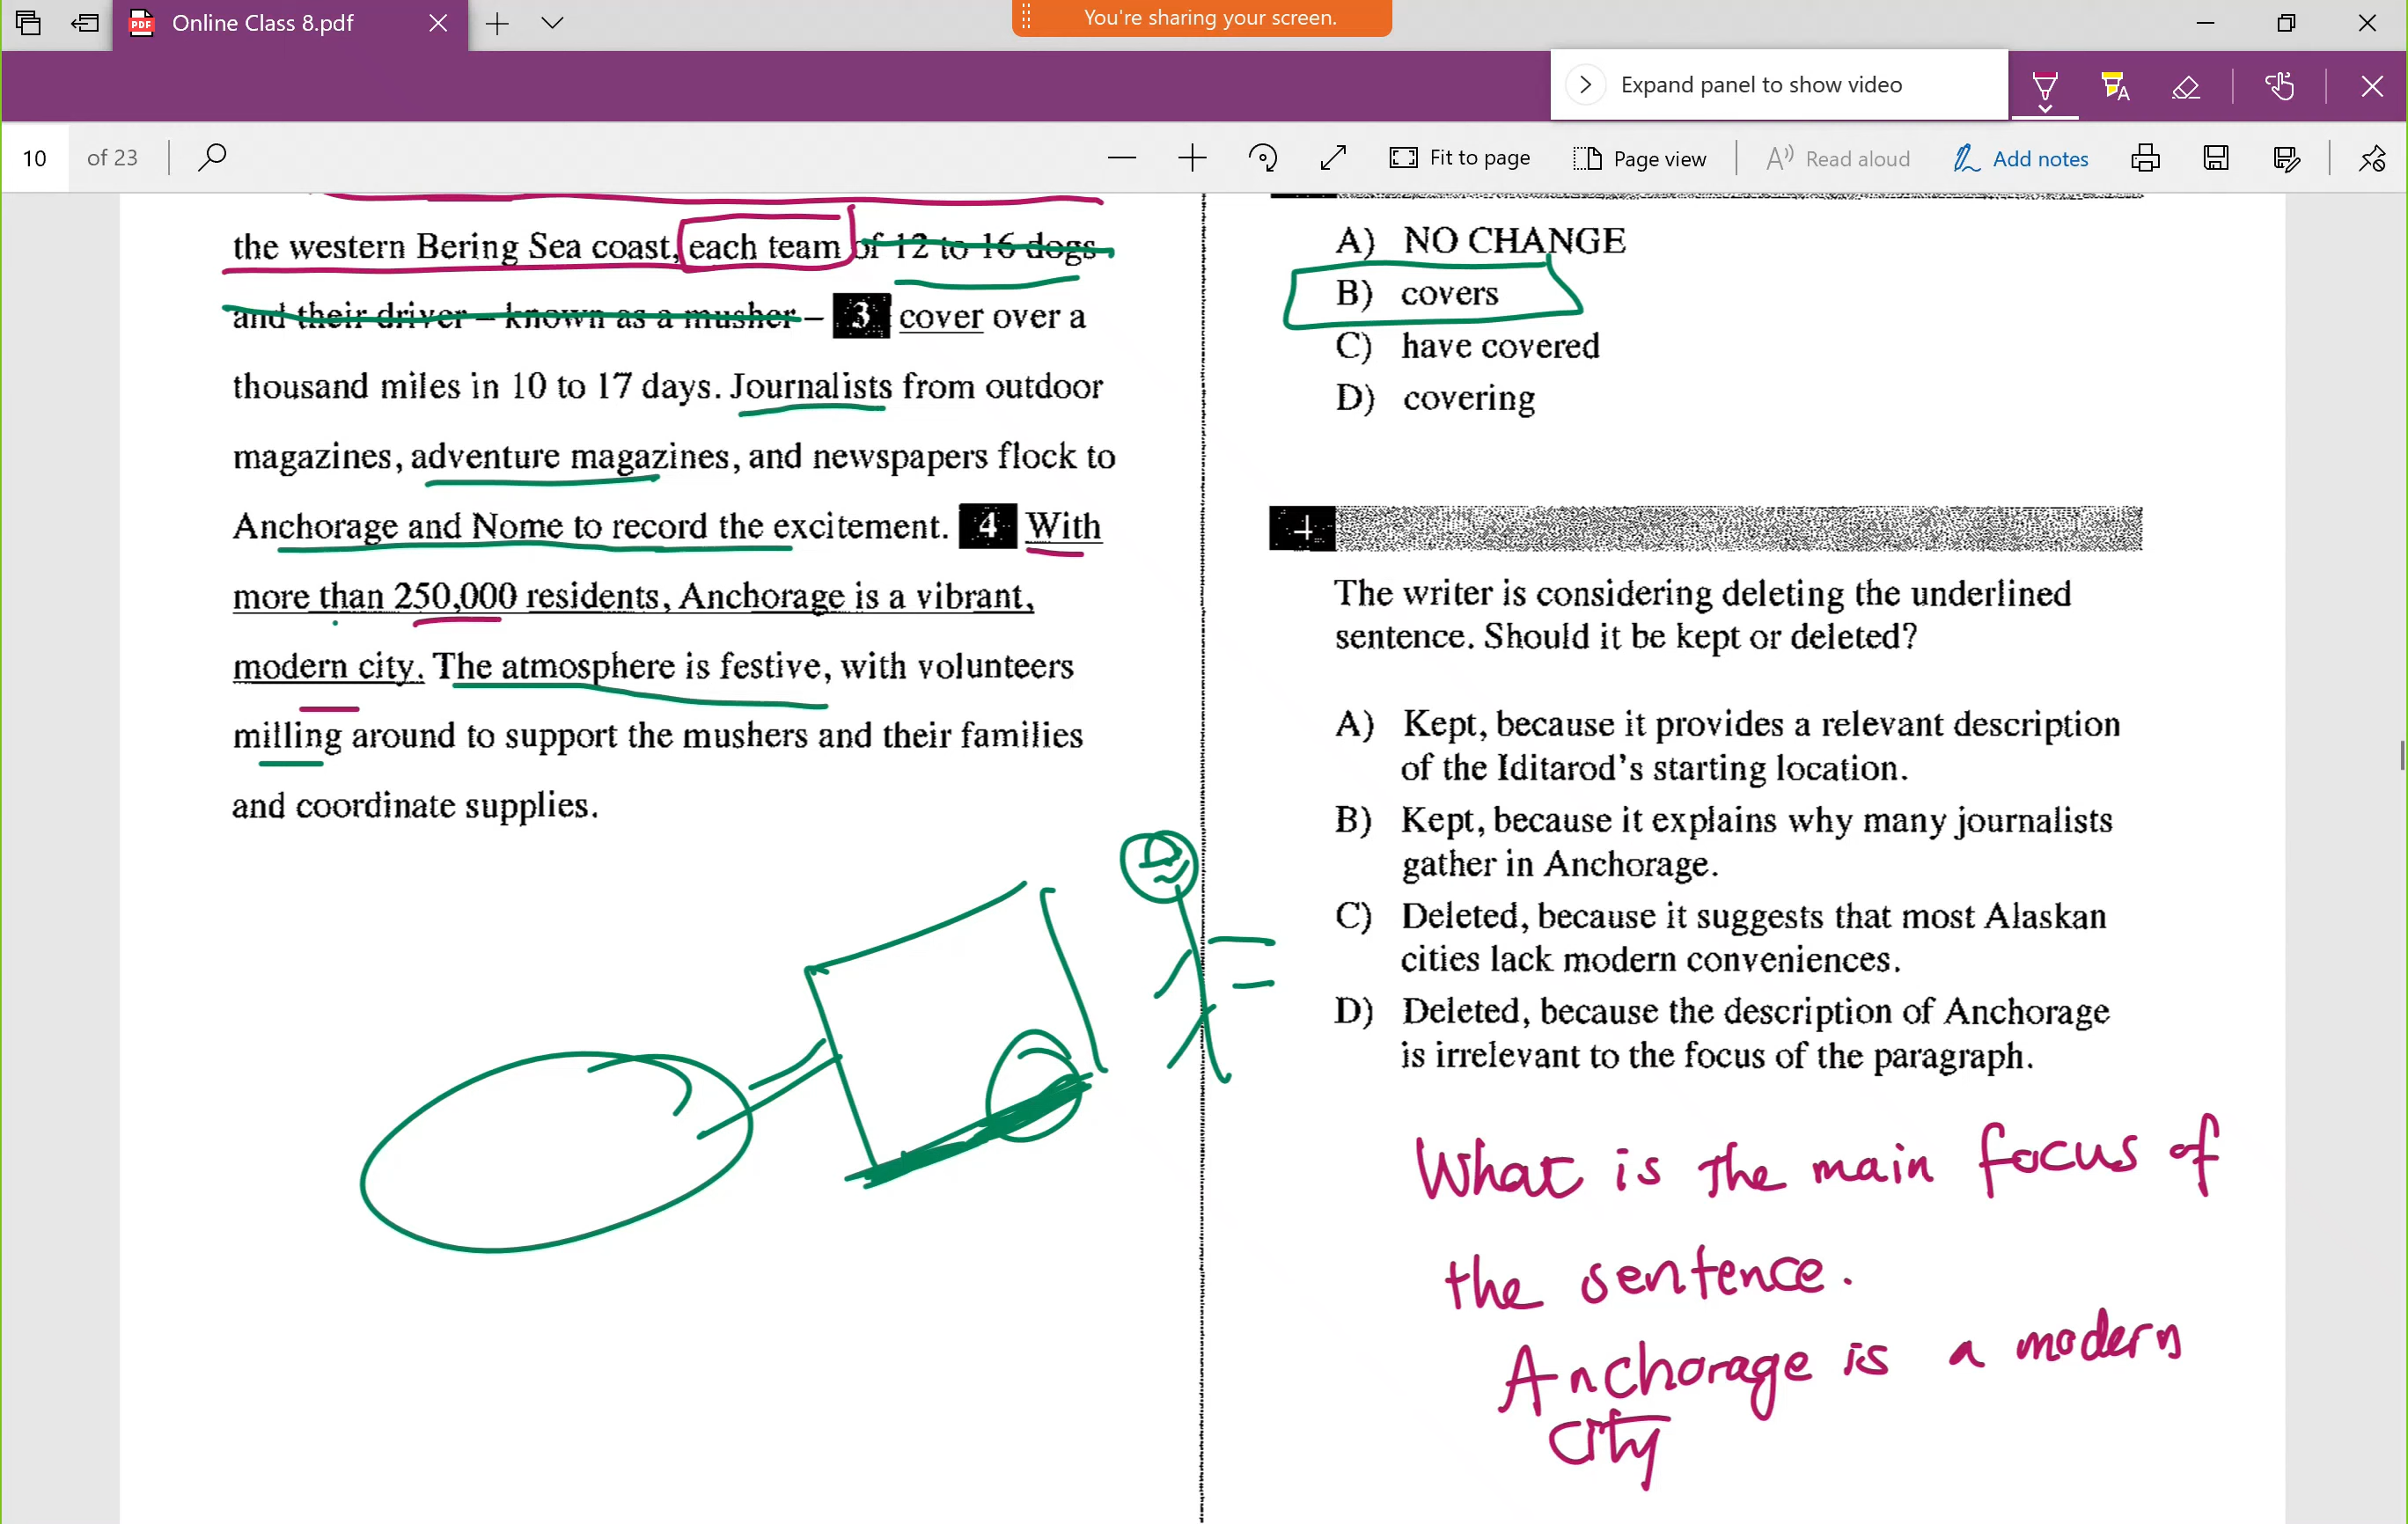 Online Class 8.pdf
You're sharing your screen.
Expand panel to show video
10 of 23
Fit to page
Page view
Read aloud
Add notes
the western Bering Sea coast, each team of 12 to 16 dogs
and their driver – known as a musher – 3 cover over a
thousand miles in 10 to 17 days. Journalists from outdoor
magazines, adventure magazines, and newspapers flock to
Anchorage and Nome to record the excitement. 4 With
more than 250,000 residents, Anchorage is a vibrant,
modern city. The atmosphere is festive, with volunteers
milling around to support the mushers and their families
and coordinate supplies.
A) NO CHANGE
B) covers
C) have covered
D) covering
4
The writer is considering deleting the underlined
sentence. Should it be kept or deleted?
A) Kept, because it provides a relevant description
of the Iditarod's starting location.
B) Kept, because it explains why many journalists
gather in Anchorage.
C) Deleted, because it suggests that most Alaskan
cities lack modern conveniences.
D) Deleted, because the description of Anchorage
is irrelevant to the focus of the paragraph.
What is the main focus of
the sentence.
Anchorage is a modern
city